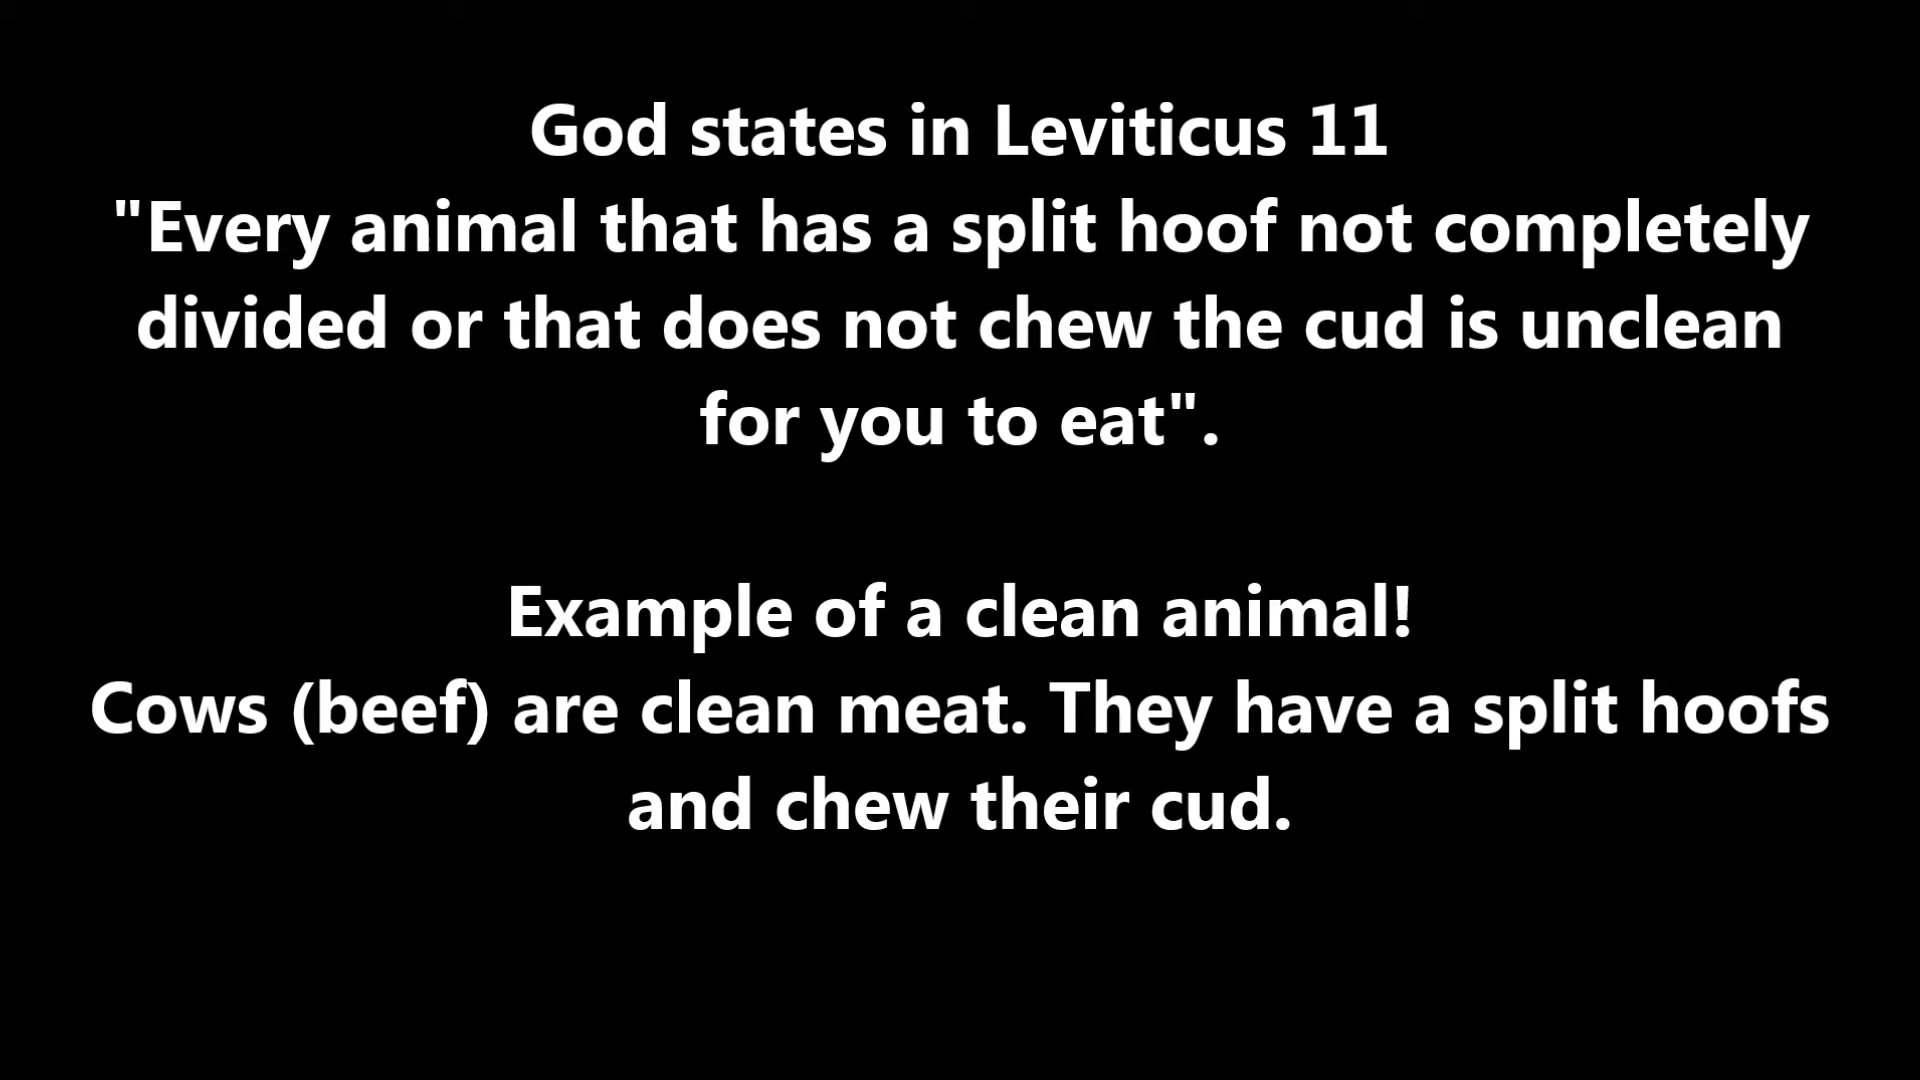 God states in Leviticus 11
"Every animal that has a split hoof not completely
divided or that does not chew the cud is unclean
for you to eat".
Example of a clean animal!
Cows (beef) are clean meat. They have a split hoofs
and chew their cud.